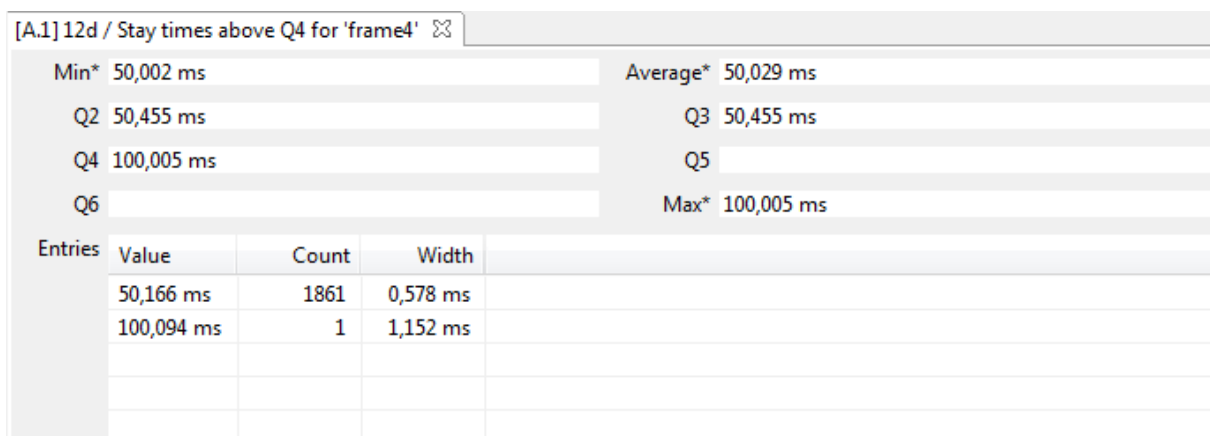 [A.1] 12d / Stay times above Q4 for 'frame4'
Min* 50,002 ms Average* 50,029 ms
Q2 50,455 ms Q3 50,455 ms
Q4 100,005 ms Q5
Q6 Max* 100,005 ms
Entries Value Count Width
50,166 ms 1861 0,578 ms
100,094 ms 1 1,152 ms